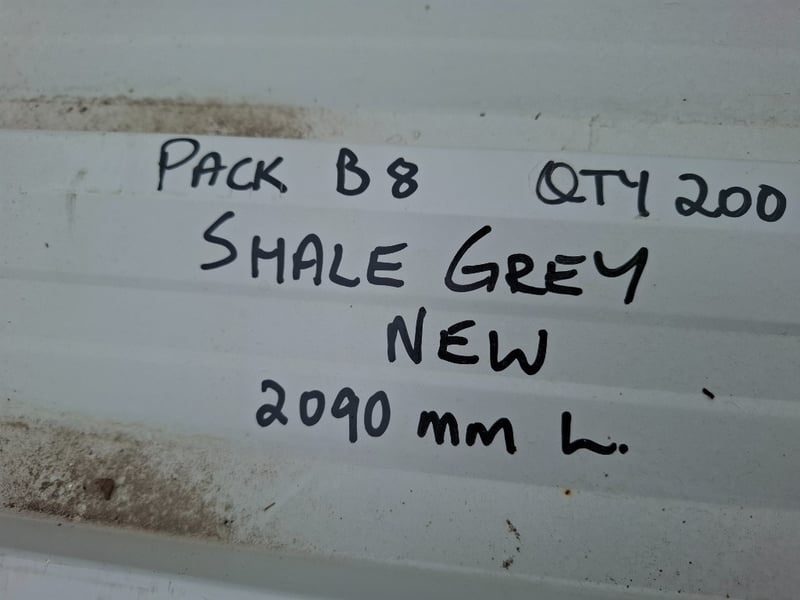 PACK B8 QTY 200
SHALE GREY
NEW
2090 mm L.